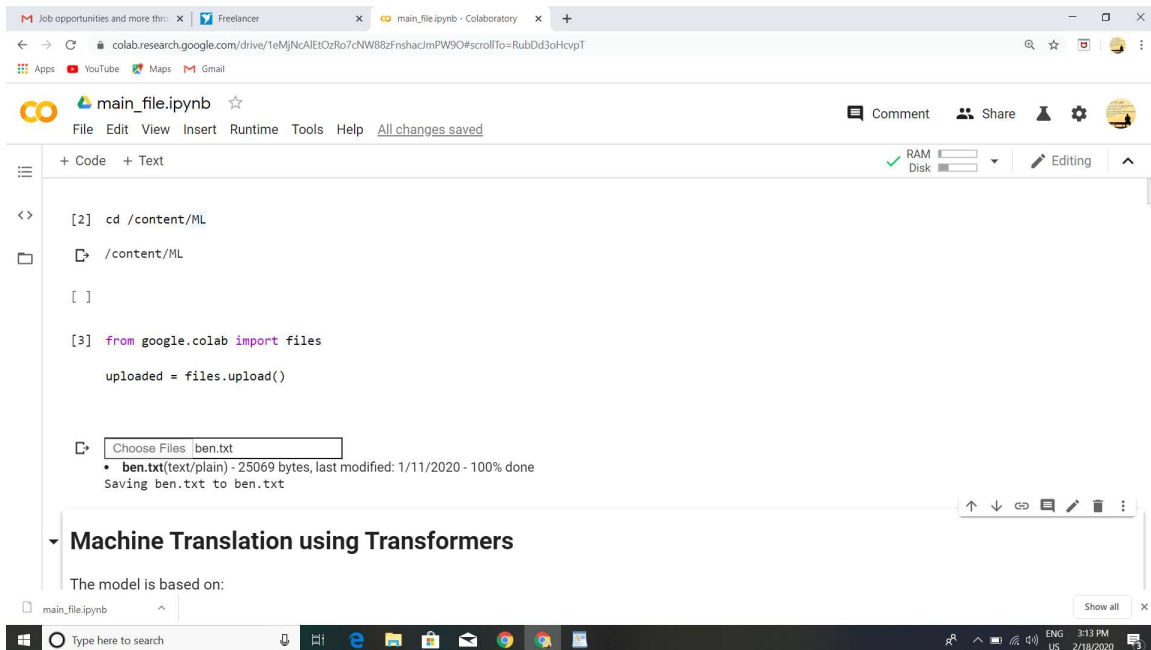 Job opportunities and more thro
Freelancer
main_file.ipynb - Colaboratory
colab.research.google.com/drive/1eMjNcAlEtOzRo7cNW88zFnshacJmPW9O#scrollTo=RubDd3oHcvpT
Apps YouTube Maps Gmail
main_file.ipynb
Comment Share
File Edit View Insert Runtime Tools Help All changes saved
+ Code + Text
RAM
Disk
Editing
[2] cd /content/ML
/content/ML
[ ]
[3] from google.colab import files
uploaded = files.upload()
Choose Files ben.txt
• ben.txt(text/plain) - 25069 bytes, last modified: 1/11/2020 - 100% done
Saving ben.txt to ben.txt
Machine Translation using Transformers
The model is based on:
main_file.ipynb
Show all
Type here to search
ENG 3:13 PM
US 2/18/2020
3